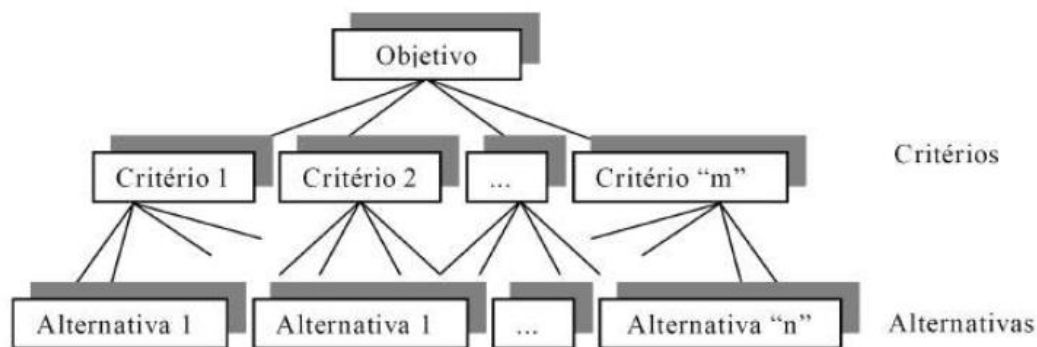 Objetivo
Critério 1
Critério 2
...
Critério “m”
Critérios
Alternativa 1
Alternativa 1
...
Alternativa “n”
Alternativas